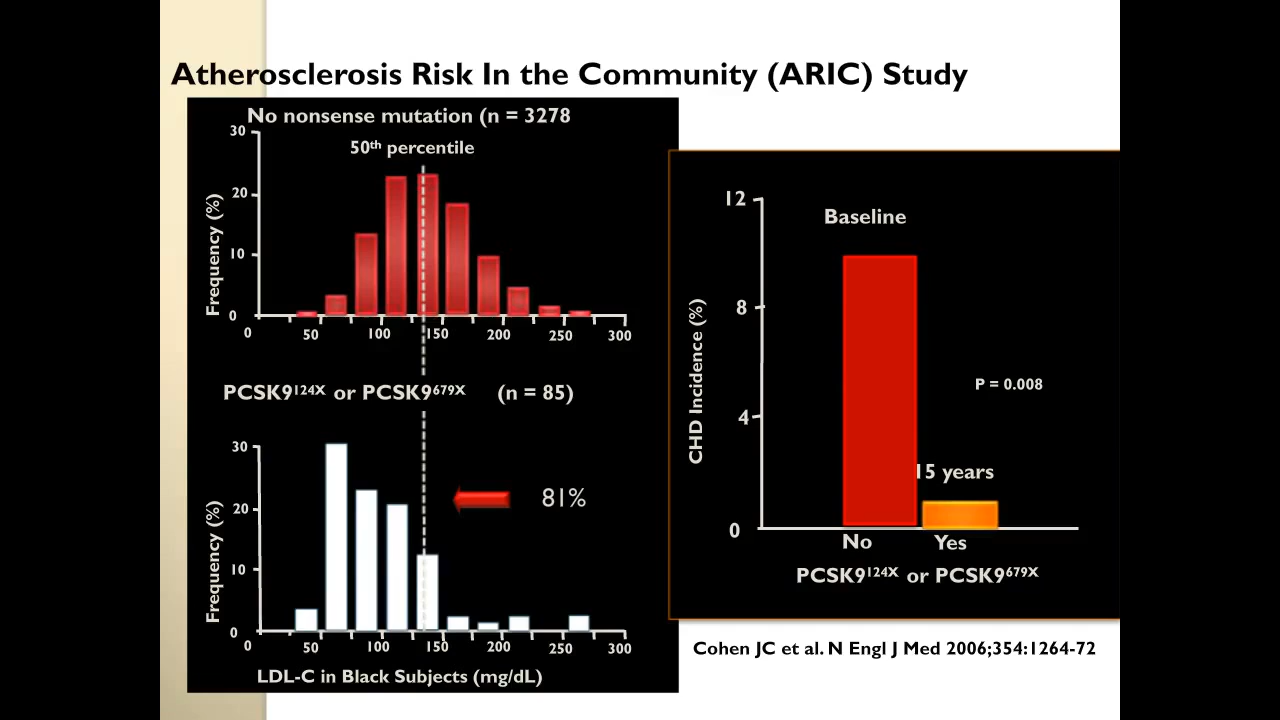 Atherosclerosis Risk In the Community (ARIC) Study
No nonsense mutation (n = 3278
50th percentile
30
20
10
0
Frequency (%)
0 50 100 150 200 250 300
PCSK9124X or PCSK9679X (n = 85)
30
20
10
0
Frequency (%)
81%
0 50 100 150 200 250 300
LDL-C in Black Subjects (mg/dL)
12
8
4
0
CHD Incidence (%)
Baseline
P = 0.008
15 years
No Yes
PCSK9124X or PCSK9679X
Cohen JC et al. N Engl J Med 2006;354:1264-72